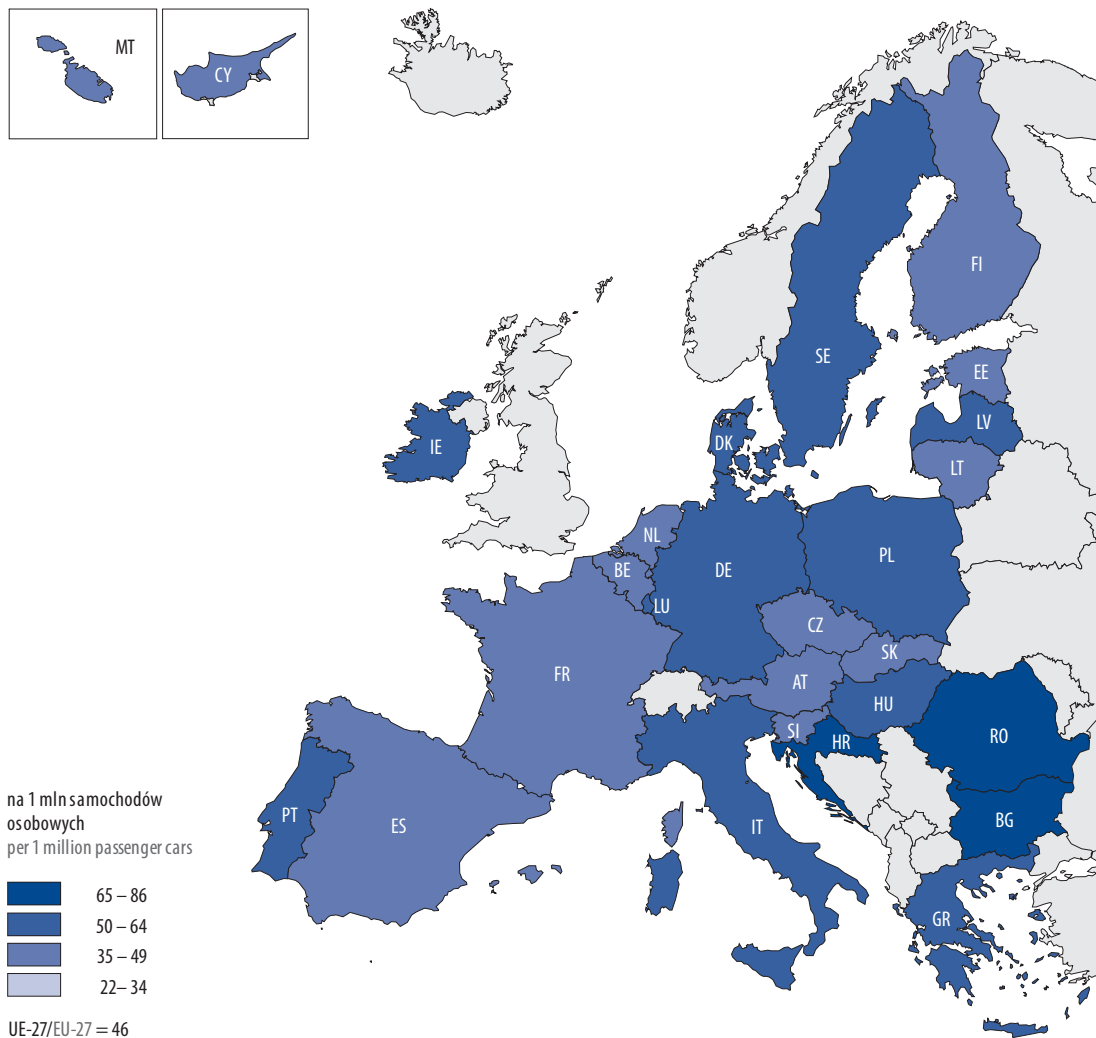 MT
CY
FI
SE
EE
LV
LT
IE
DK
NL
BE
LU
DE
PL
CZ
SK
FR
AT
HU
SI
HR
RO
BG
PT
ES
IT
GR
na 1 mln samochodów
osobowych
per 1 million passenger cars
65 – 86
50 – 64
35 – 49
22 – 34
UE-27/EU-27 = 46